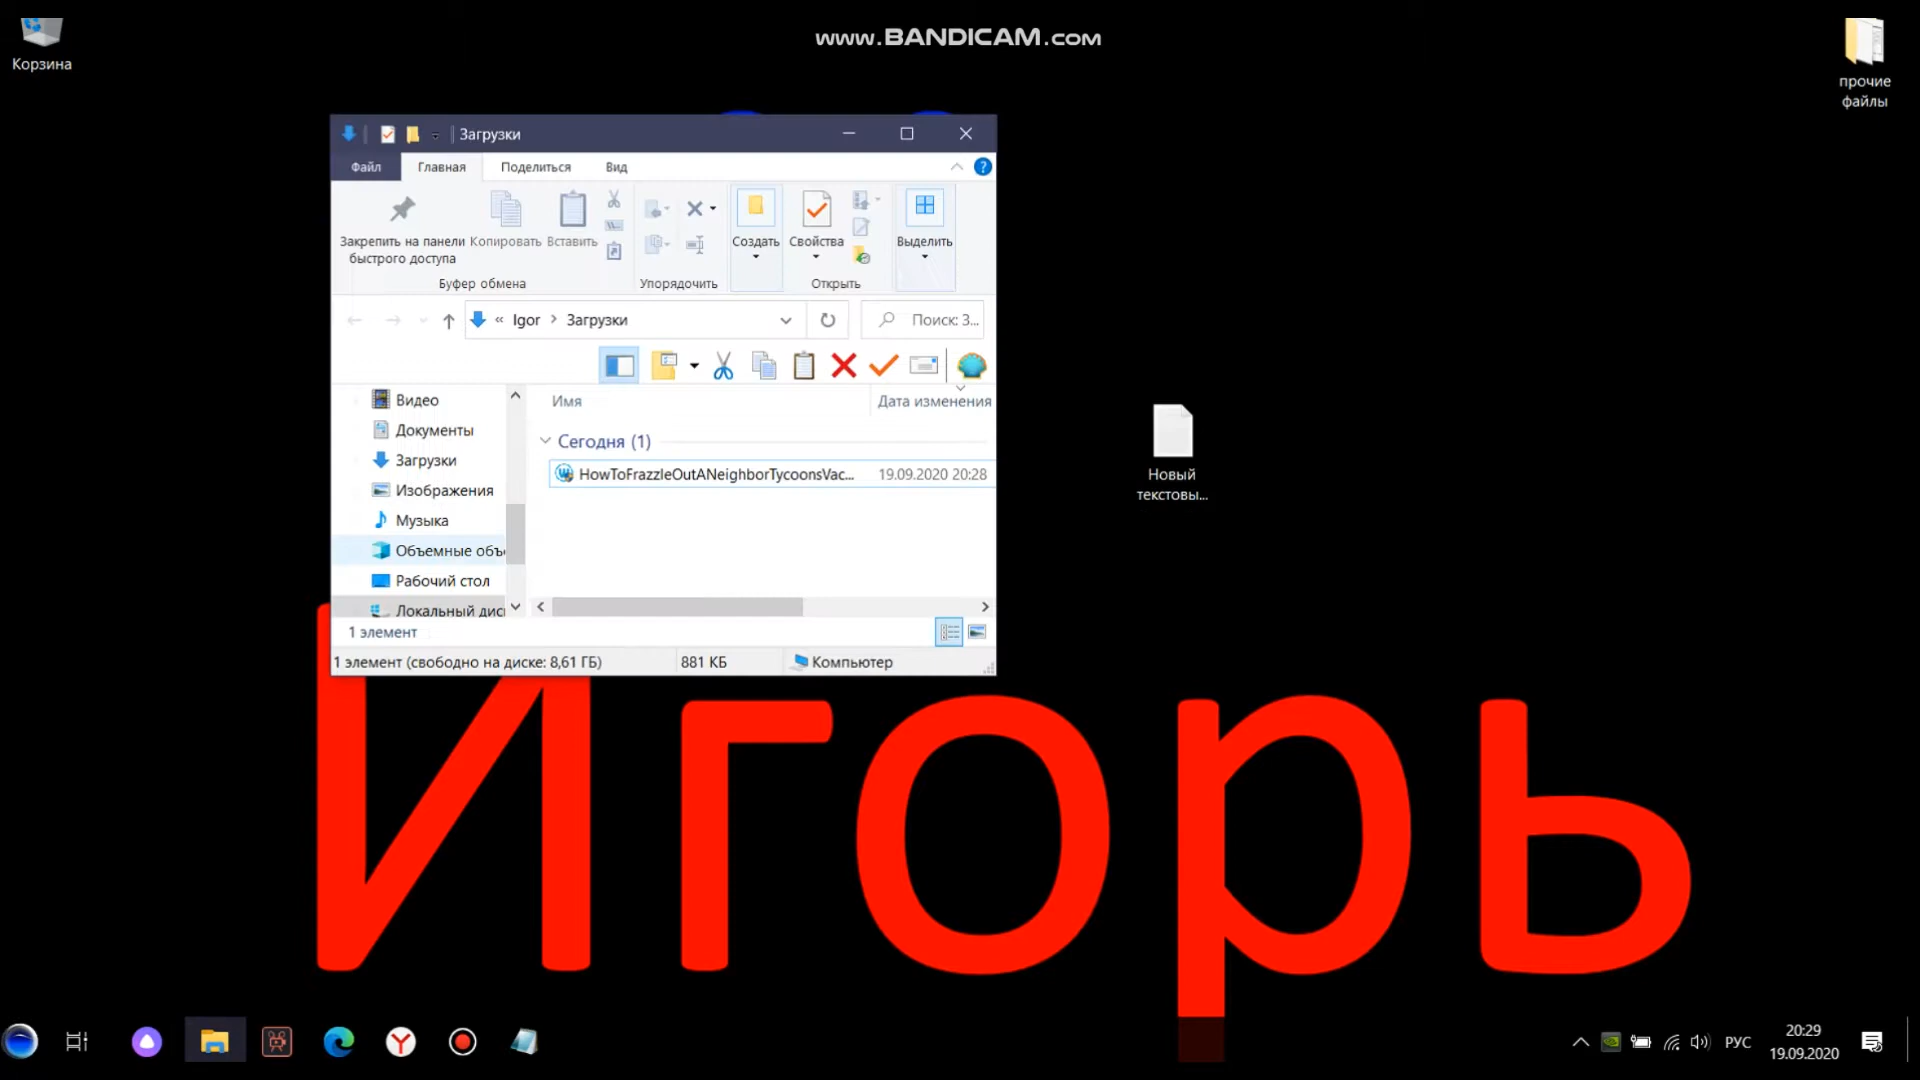 www.BANDICAM.com
Корзина
прочие
файлы
Загрузки
Файл
Главная
Поделиться
Вид
Закрепить на панели
быстрого доступа
Копировать
Вставить
Создать
Свойства
Выделить
Буфер обмена
Упорядочить
Открыть
« Igor > Загрузки
Поиск: З...
Видео
Документы
Загрузки
Изображения
Музыка
Объемные объ
Рабочий стол
Локальный дис
Имя
Дата изменения
Сегодня (1)
HowToFrazzleOutANeighborTycoonsVac...
19.09.2020 20:28
1 элемент
1 элемент (свободно на диске: 8,61 ГБ)
881 КБ
Компьютер
Новый
текстовы...
Игорь
РУС
20:29
19.09.2020